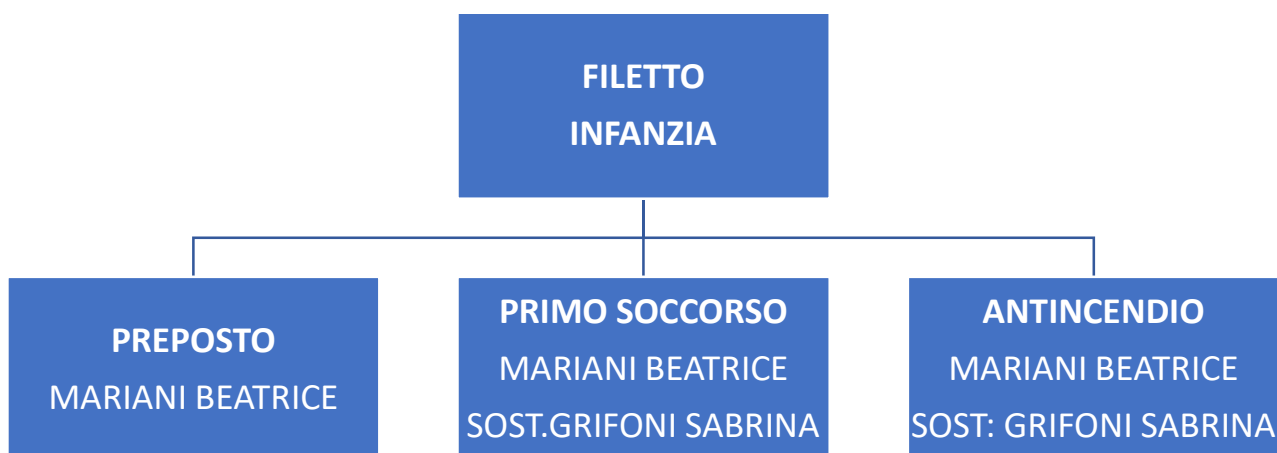 FILETTO
INFANZIA
PREPOSTO
MARIANI BEATRICE
PRIMO SOCCORSO
MARIANI BEATRICE
SOST.GRIFONI SABRINA
ANTINCENDIO
MARIANI BEATRICE
SOST: GRIFONI SABRINA